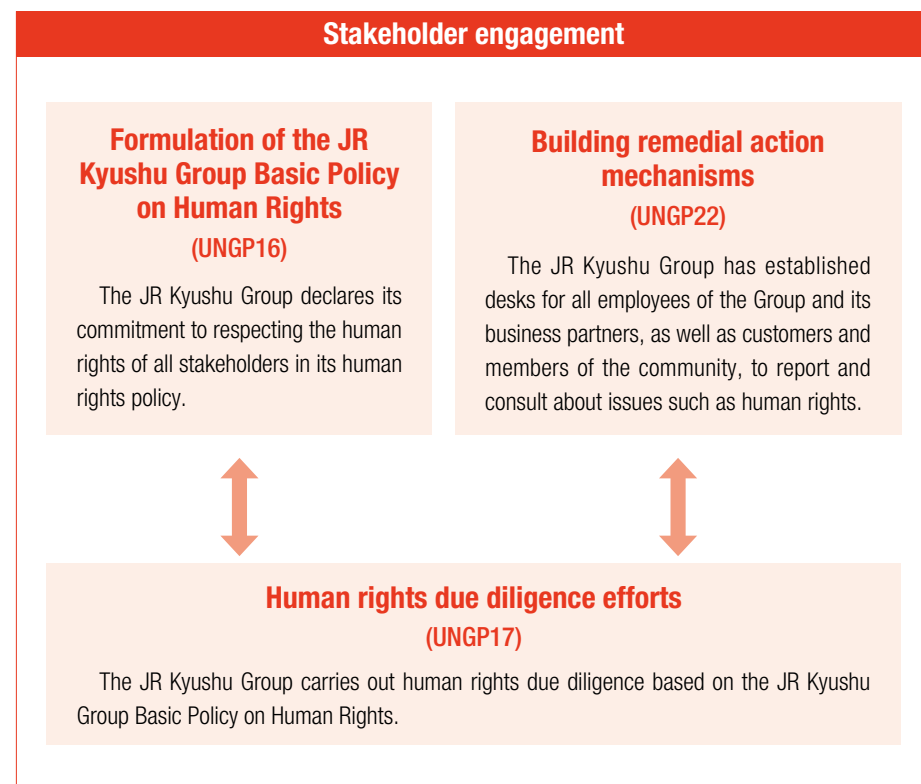 Stakeholder engagement
Formulation of the JR
Kyushu Group Basic Policy
on Human Rights
(UNGP16)
The JR Kyushu Group declares its
commitment to respecting the human
rights of all stakeholders in its human
rights policy.
Building remedial action
mechanisms
(UNGP22)
The JR Kyushu Group has established
desks for all employees of the Group and its
business partners, as well as customers and
members of the community, to report and
consult about issues such as human rights.
Human rights due diligence efforts
(UNGP17)
The JR Kyushu Group carries out human rights due diligence based on the JR Kyushu
Group Basic Policy on Human Rights.